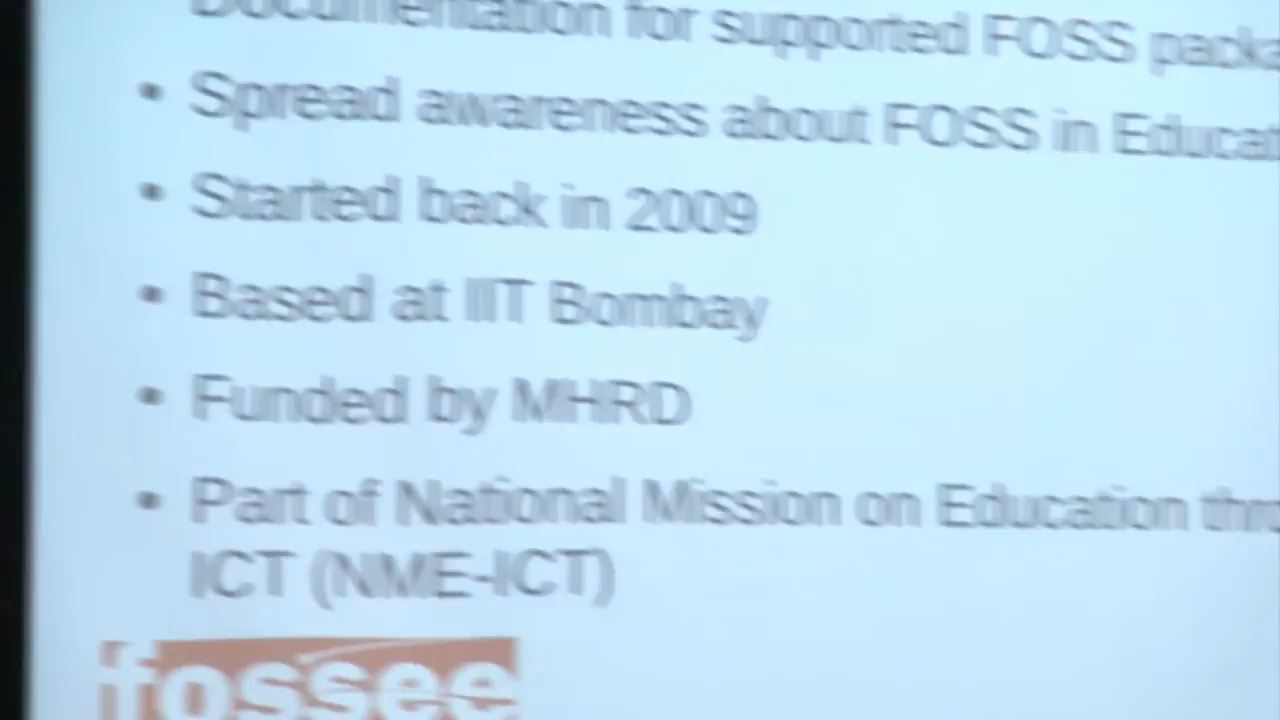 Documentation for supported FOSS
• Spread awareness about FOSS in
• Started back in 2009
• Based at IIT Bombay
• Funded by MHRD
• Part of National Mission on Education
ICT (NME-ICT)
fossee